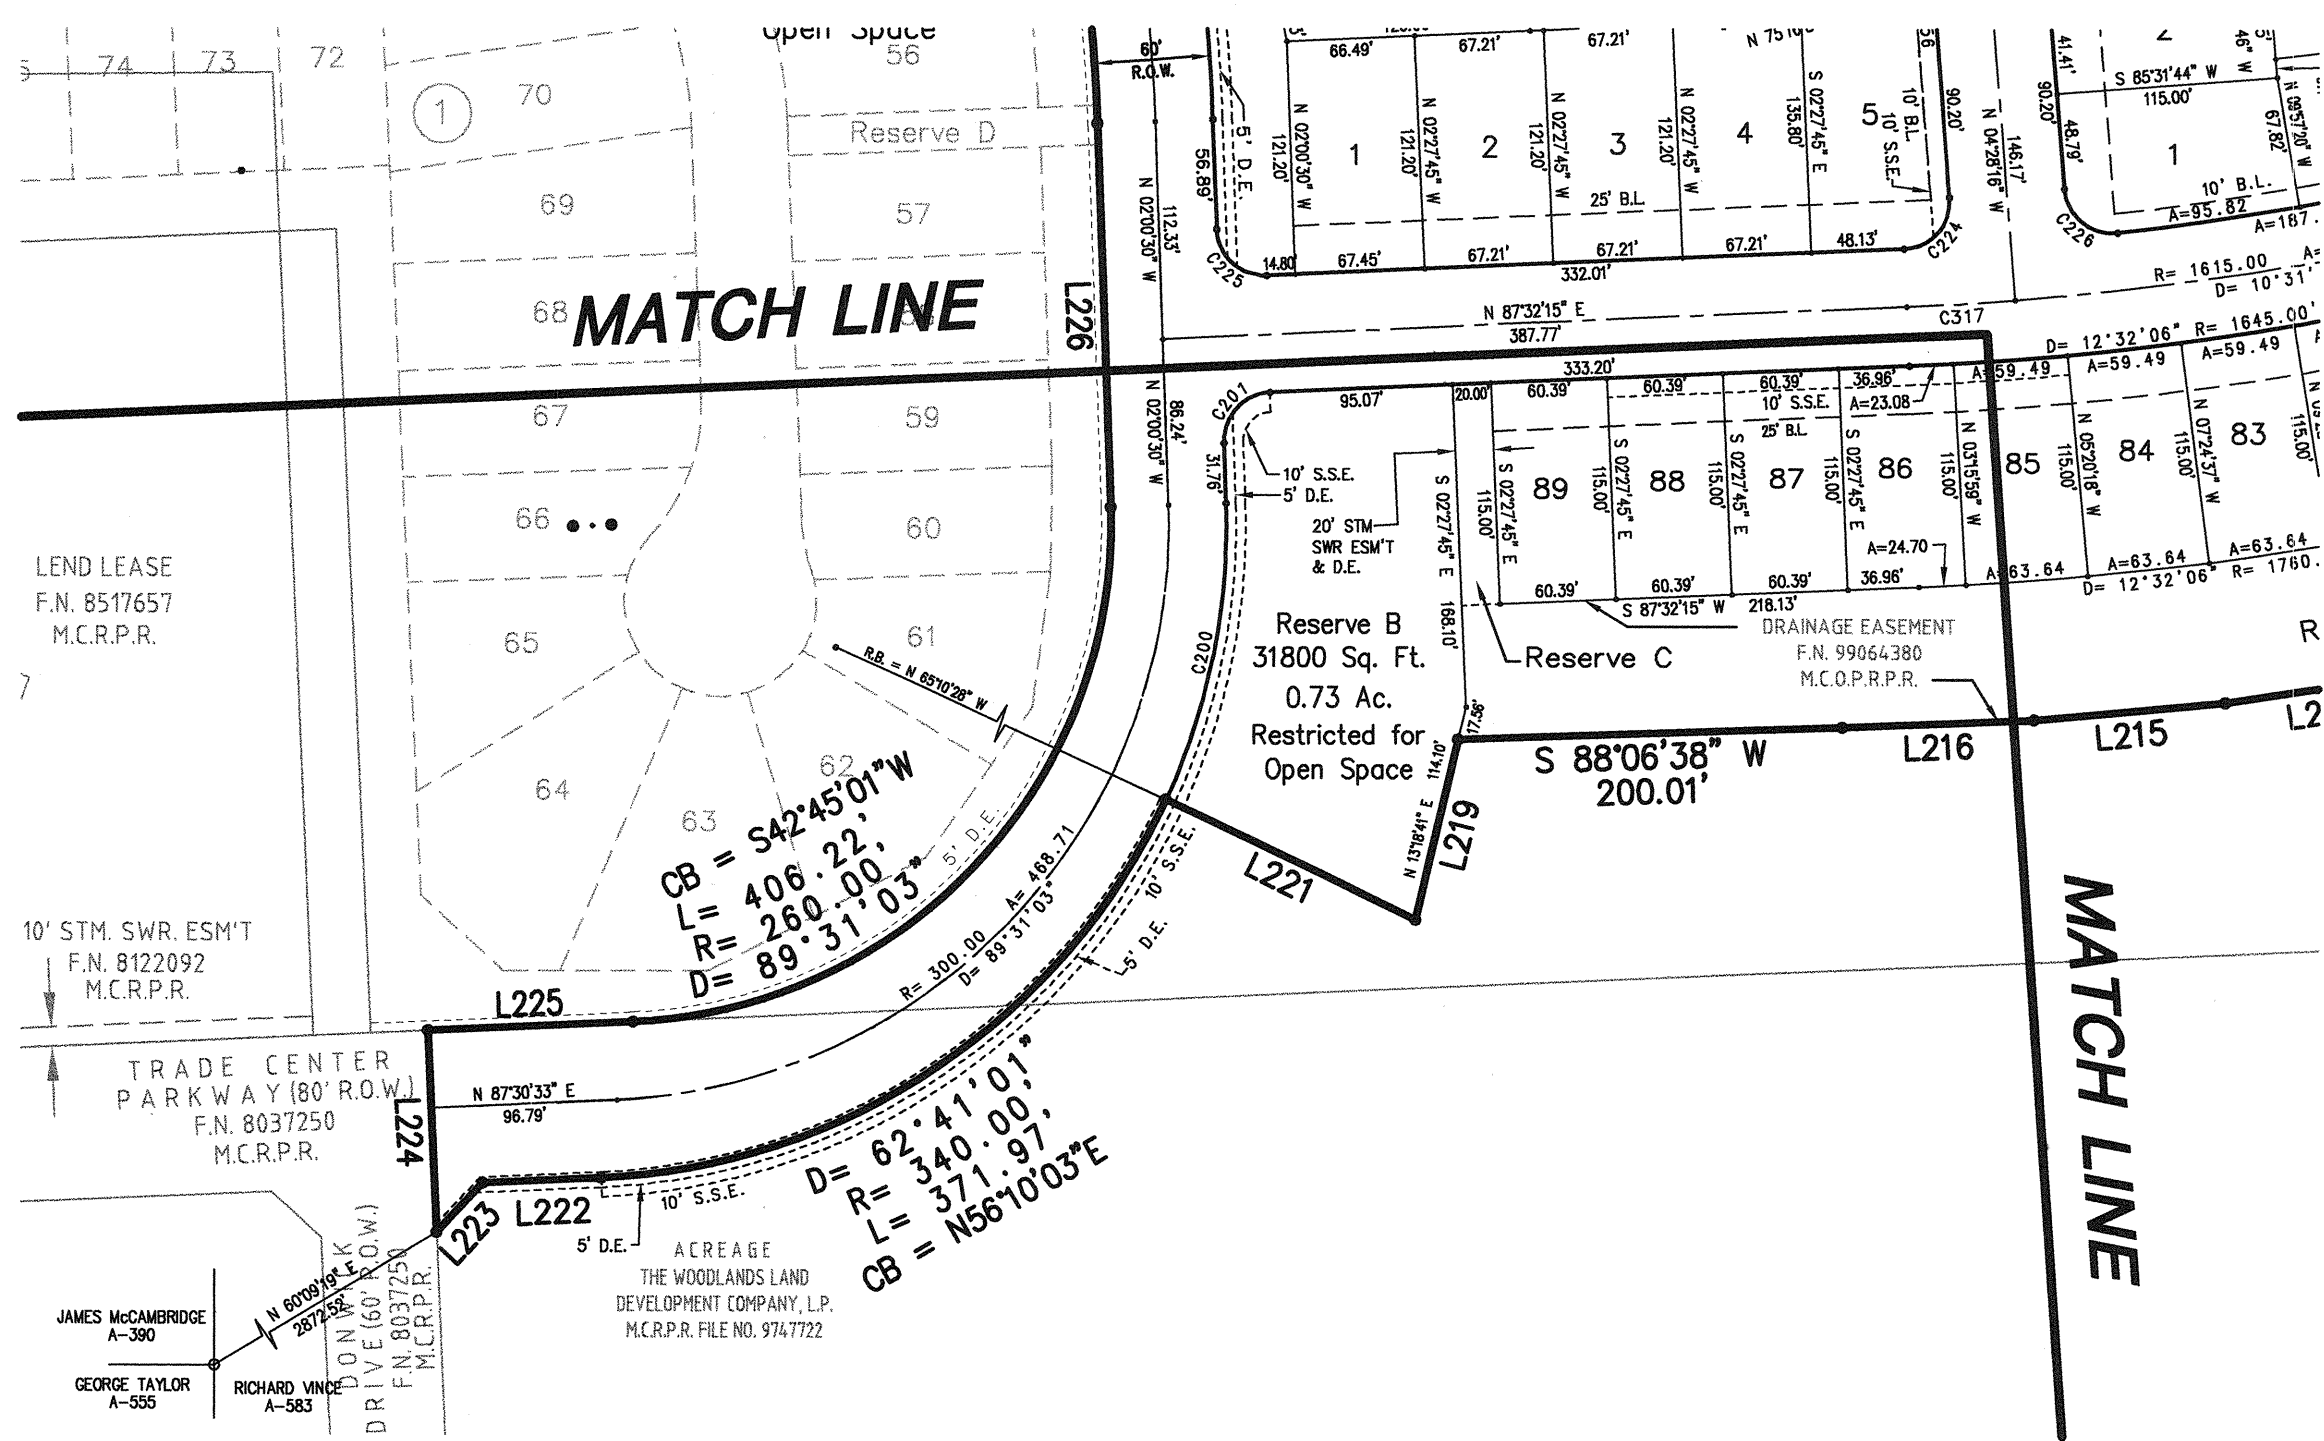 Open Space
74
73
72
70
1
56
Reserve D
69
57
68
67
59
66
60
65
61
64
63
62
MATCH LINE
L226
60'
R.O.W.
56.89'
5' D.E.
N 02°00'30" W
112.33'
N 02°00'30" W
86.24'
C225
14.80'
66.49'
67.21'
67.21'
N 02°00'30" W
121.20'
1
N 02°27'45" W
121.20'
2
N 02°27'45" W
121.20'
3
N 02°27'45" W
121.20'
4
S 02°27'45" E
135.80'
5
10' B.L.
10' S.S.E.
25' B.L.
67.45'
67.21'
67.21'
67.21'
48.13'
332.01'
C224
90.20'
N 04°28'16" W
146.17'
41.41'
90.20'
48.79'
2
S 85°31'44" W
115.00'
1
67.82'
10' B.L.
A=95.82
A=187.
C226
R= 1615.00
D= 10°31'
N 87°32'15" E
387.77'
C317
D= 12°32'06" R= 1645.00'
333.20'
A=59.49
A=59.49
A=59.49
C201
95.07'
20.00'
60.39'
60.39'
60.39'
36.96'
10' S.S.E.
A=23.08
25' B.L.
31.76'
10' S.S.E.
5' D.E.
20' STM
SWR ESM'T
& D.E.
S 02°27'45" E
168.10'
115.00'
S 02°27'45" E
89
115.00'
S 02°27'45" E
88
115.00'
S 02°27'45" E
87
115.00'
S 02°27'45" E
86
115.00'
N 03°15'59" W
85
115.00'
N 05°20'18" W
84
115.00'
N 07°24'37" W
83
115.00'
A=24.70
60.39'
60.39'
60.39'
36.96'
A=63.64
A=63.64
A=63.64
S 87°32'15" W
218.13'
D= 12°32'06" R= 1760.
DRAINAGE EASEMENT
F.N. 99064380
M.C.O.P.R.P.R.
Reserve B
31800 Sq. Ft.
0.73 Ac.
Restricted for
Open Space
Reserve C
C200
R.B. = N 65°10'28" W
17.56'
114.10'
N 13°18'41" E
L219
L221
S 88°06'38" W
200.01'
L216
L215
L2
R
MATCH LINE
LEND LEASE
F.N. 8517657
M.C.R.P.R.
7
10' STM. SWR. ESM'T
F.N. 8122092
M.C.R.P.R.
CB = S42°45'01"W
L= 406.22'
R= 260.00'
D= 89°31'03"
5' D.E.
A= 468.71
R= 300.00
D= 89°31'03"
10' S.S.E.
5' D.E.
L225
TRADE CENTER
PARKWAY (80' R.O.W.)
F.N. 8037250
M.C.R.P.R.
L224
N 87°30'33" E
96.79'
D= 62°41'01"
R= 340.00'
L= 371.97'
CB = N56°10'03"E
L223
L222
10' S.S.E.
5' D.E.
ACREAGE
THE WOODLANDS LAND
DEVELOPMENT COMPANY, L.P.
M.C.R.P.R. FILE NO. 9747722
N 60°09'19" E
2872.52'
DRIVE (60' R.O.W.)
F.N. 8037250
M.C.R.P.R.
JAMES McCAMBRIDGE
A-390
GEORGE TAYLOR
A-555
RICHARD VINCE
A-583